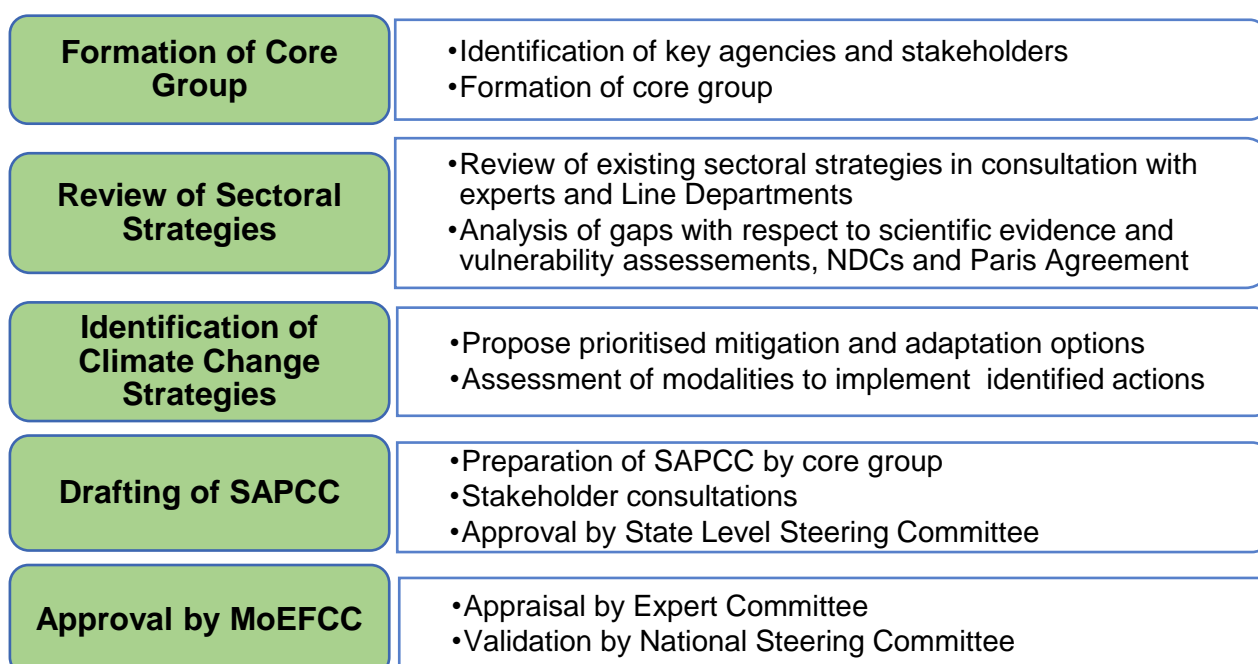 Formation of Core
Group
•Identification of key agencies and stakeholders
•Formation of core group
Review of Sectoral
Strategies
•Review of existing sectoral strategies in consultation with
experts and Line Departments
•Analysis of gaps with respect to scientific evidence and
vulnerability assessements, NDCs and Paris Agreement
Identification of
Climate Change
Strategies
•Propose prioritised mitigation and adaptation options
•Assessment of modalities to implement identified actions
Drafting of SAPCC
•Preparation of SAPCC by core group
•Stakeholder consultations
•Approval by State Level Steering Committee
Approval by MoEFCC
•Appraisal by Expert Committee
•Validation by National Steering Committee